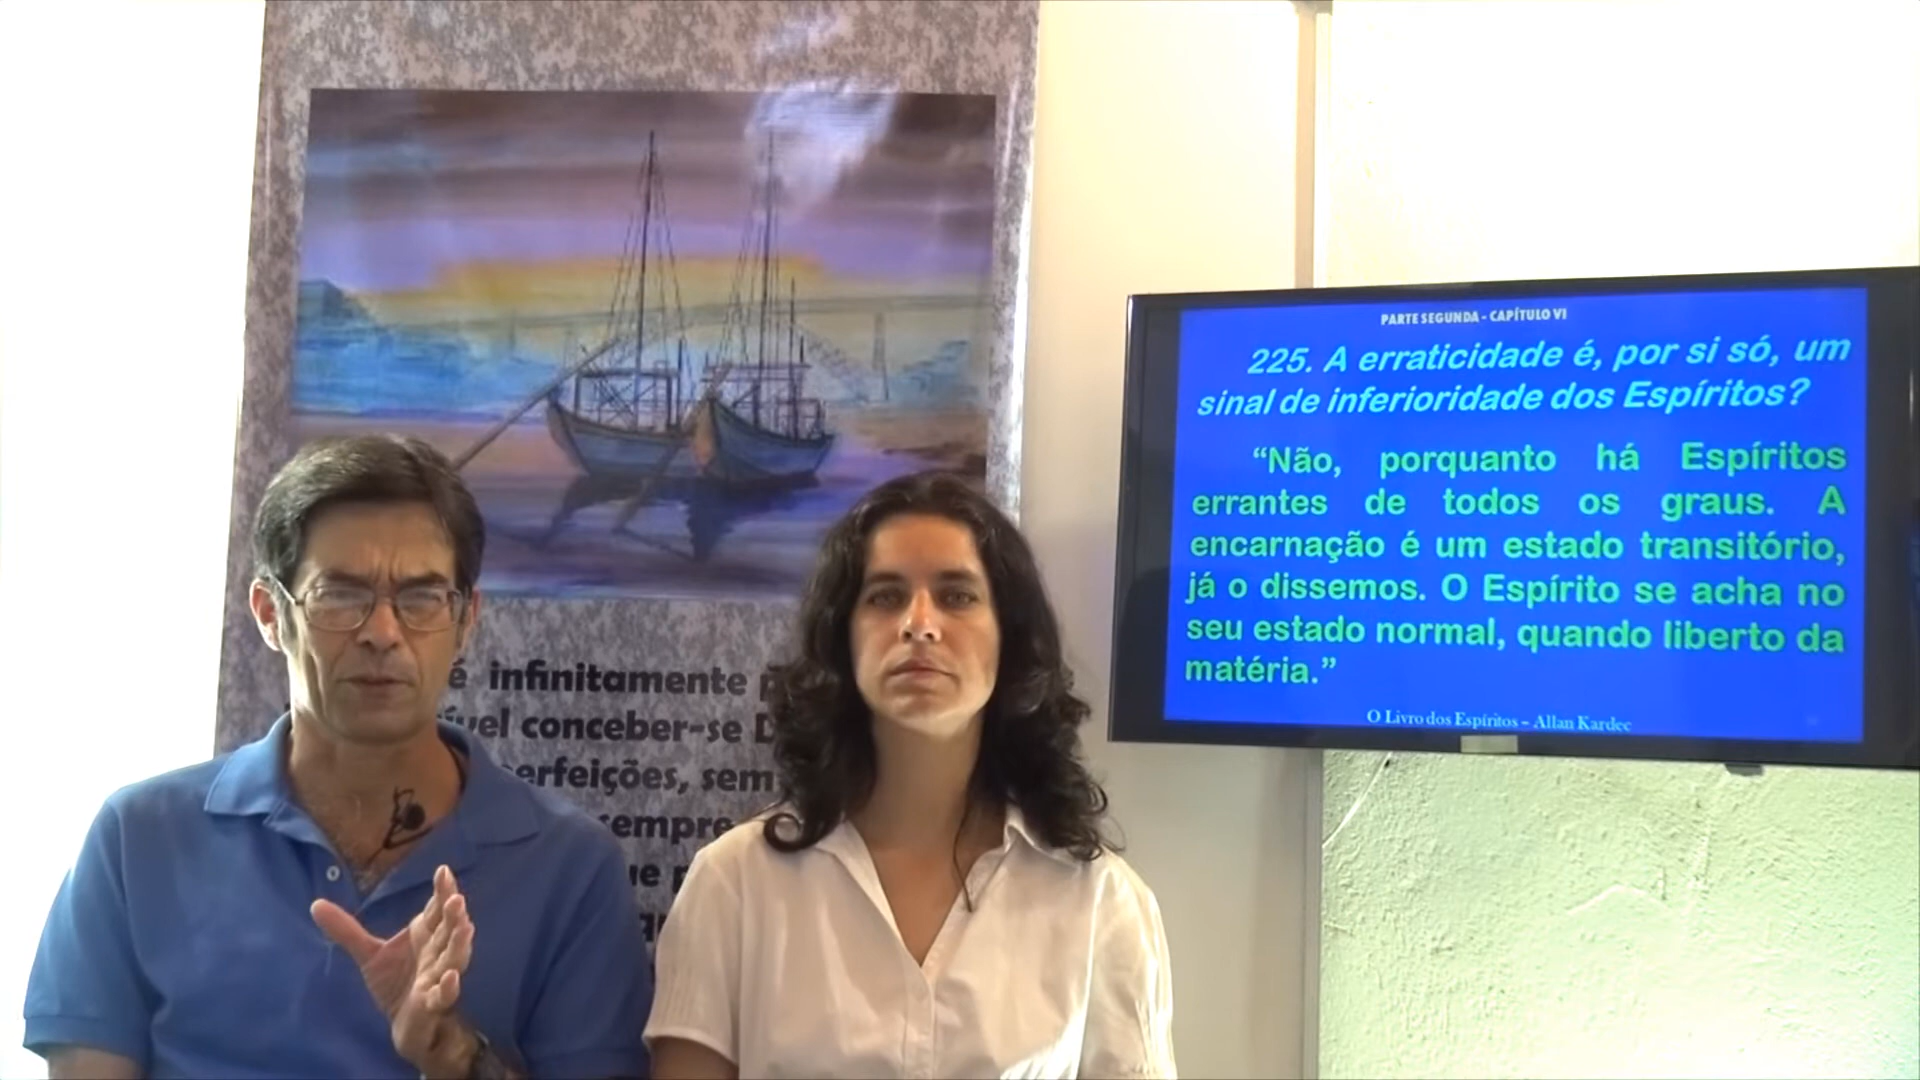 é infinitamente
conceber-se
perfeições, sem
sempre
PARTE SEGUNDA - CAPÍTULO VI
225. A erraticidade é, por si só, um
sinal de inferioridade dos Espíritos?
“Não, porquanto há Espíritos
errantes de todos os graus. A
encarnação é um estado transitório,
já o dissemos. O Espírito se acha no
seu estado normal, quando liberto da
matéria.”
O Livro dos Espíritos – Allan Kardec